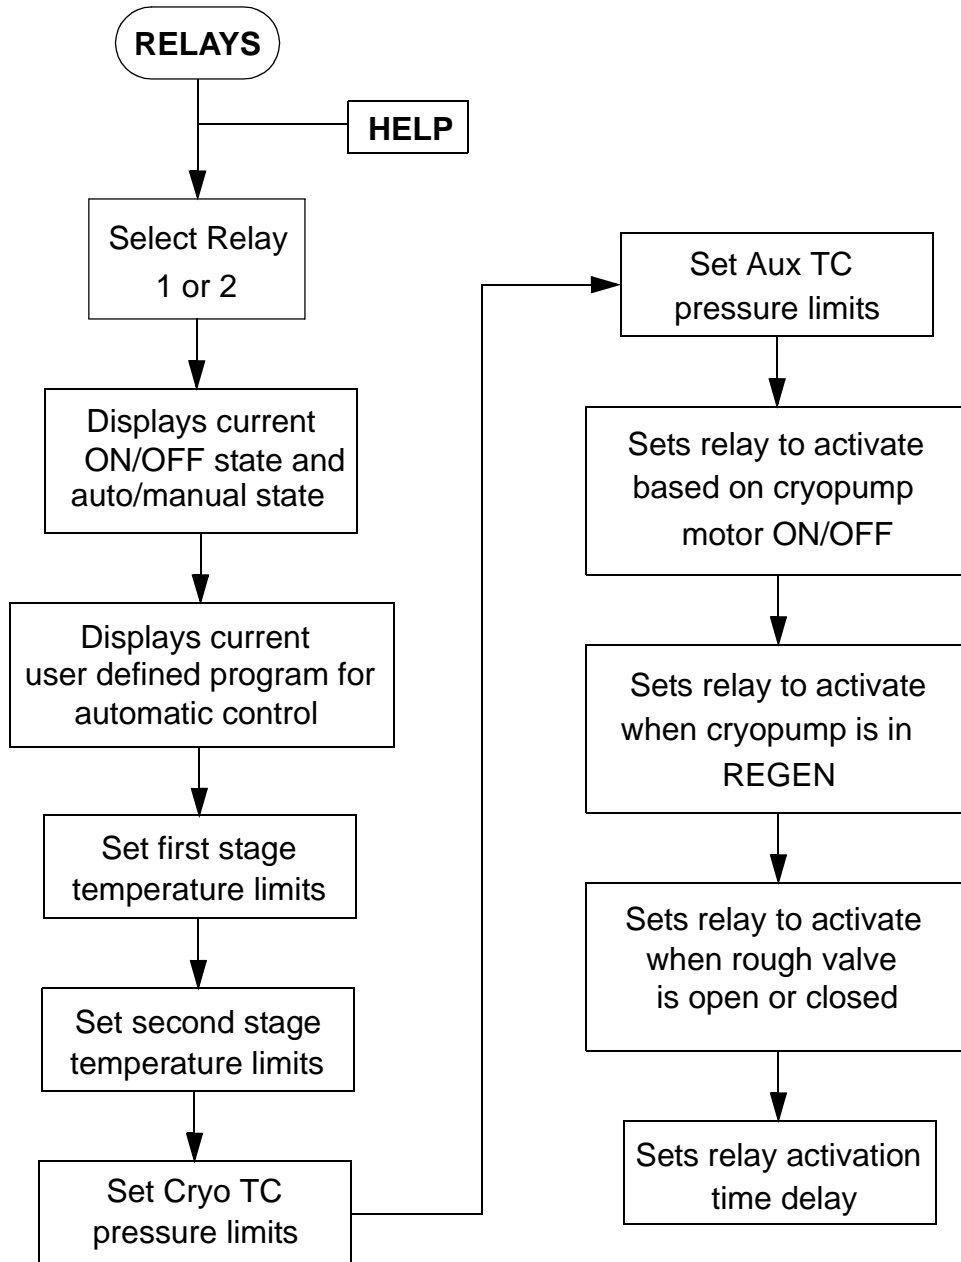 RELAYS
HELP
Select Relay
1 or 2
Displays current
ON/OFF state and
auto/manual state
Displays current
user defined program for
automatic control
Set first stage
temperature limits
Set second stage
temperature limits
Set Cryo TC
pressure limits
Set Aux TC
pressure limits
Sets relay to activate
based on cryopump
motor ON/OFF
Sets relay to activate
when cryopump is in
REGEN
Sets relay to activate
when rough valve
is open or closed
Sets relay activation
time delay